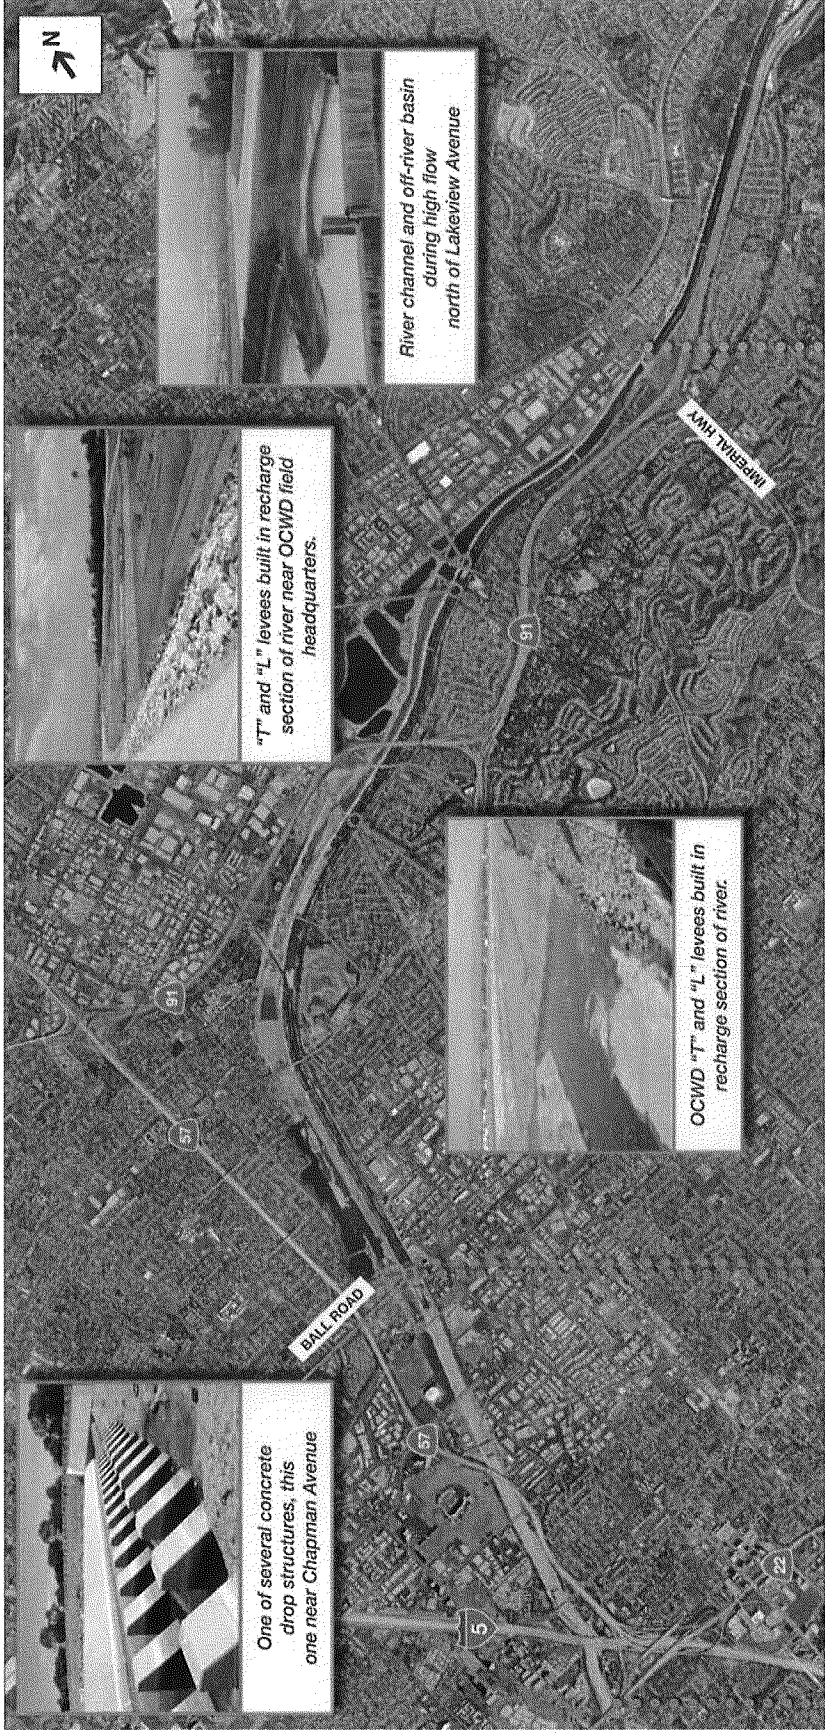 N
One of several concrete
drop structures, this
one near Chapman Avenue
"T" and "L" levees built in recharge
section of river near OCWD field
headquarters.
River channel and off-river basin
during high flow
north of Lakeview Avenue
57
91
BALL ROAD
57
5
22
OCWD "T" and "L" levees built in
recharge section of river.
91
IMPERIAL HWY